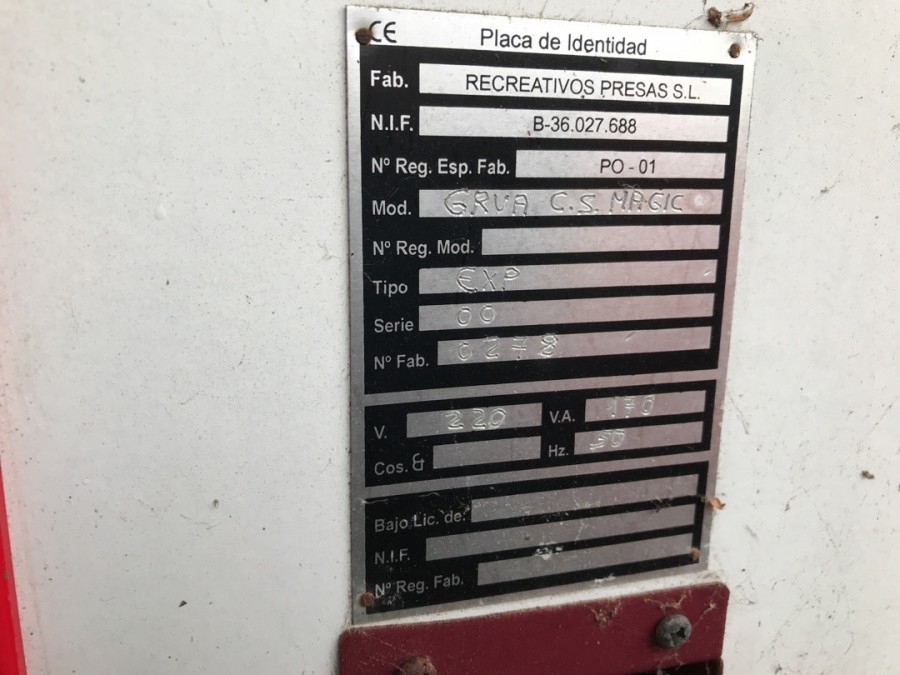 CE Placa de Identidad
Fab. RECREATIVOS PRESAS S.L.
N.I.F. B-36.027.688
Nº Reg. Esp. Fab. PO - 01
Mod. GRUA C.S. MAGIC
Nº Reg. Mod.
Tipo EXP
Serie 00
Nº Fab. 0278
V. 220 V.A. 170
Cos. & Hz. 50
Bajo Lic. de:
N.I.F.
Nº Reg. Fab.